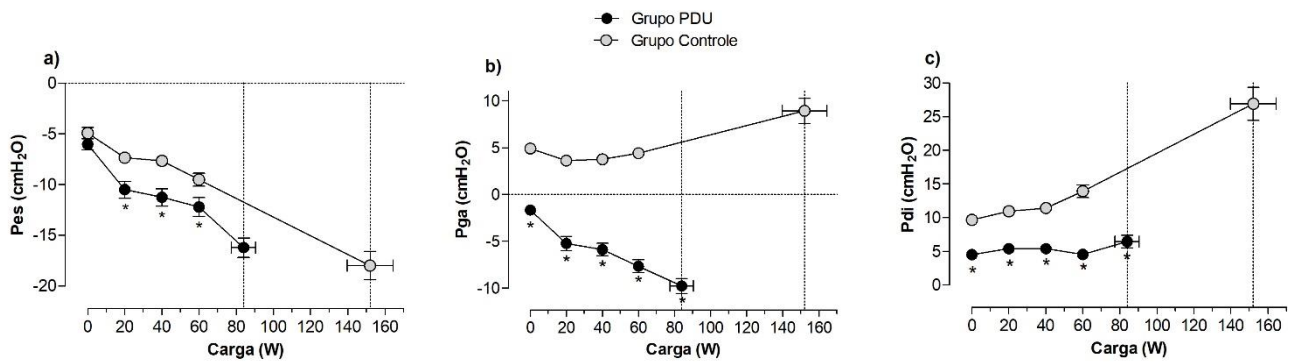 Grupo PDU
Grupo Controle
a)
0
-5
-10
-15
-20
Pes (cmH₂O)
* * *
0 20 40 60 80 100 120 140 160
Carga (W)
b)
10
5
0
-5
-10
Pga (cmH₂O)
* * * * *
0 20 40 60 80 100 120 140 160
Carga (W)
c)
30
25
20
15
10
5
0
Pdi (cmH₂O)
* * * * *
0 20 40 60 80 100 120 140 160
Carga (W)